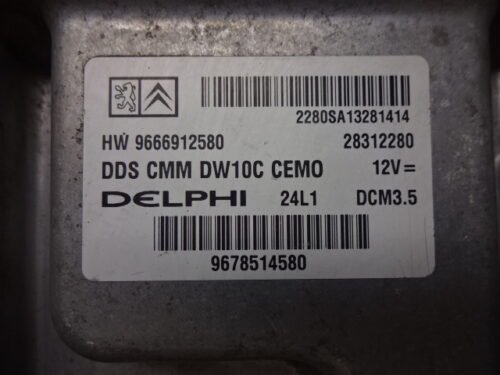 2280SA13281414
HW 9666912580 28312280
DDS CMM DW10C CEMO 12V=
DELPHI 24L1 DCM3.5
9678514580